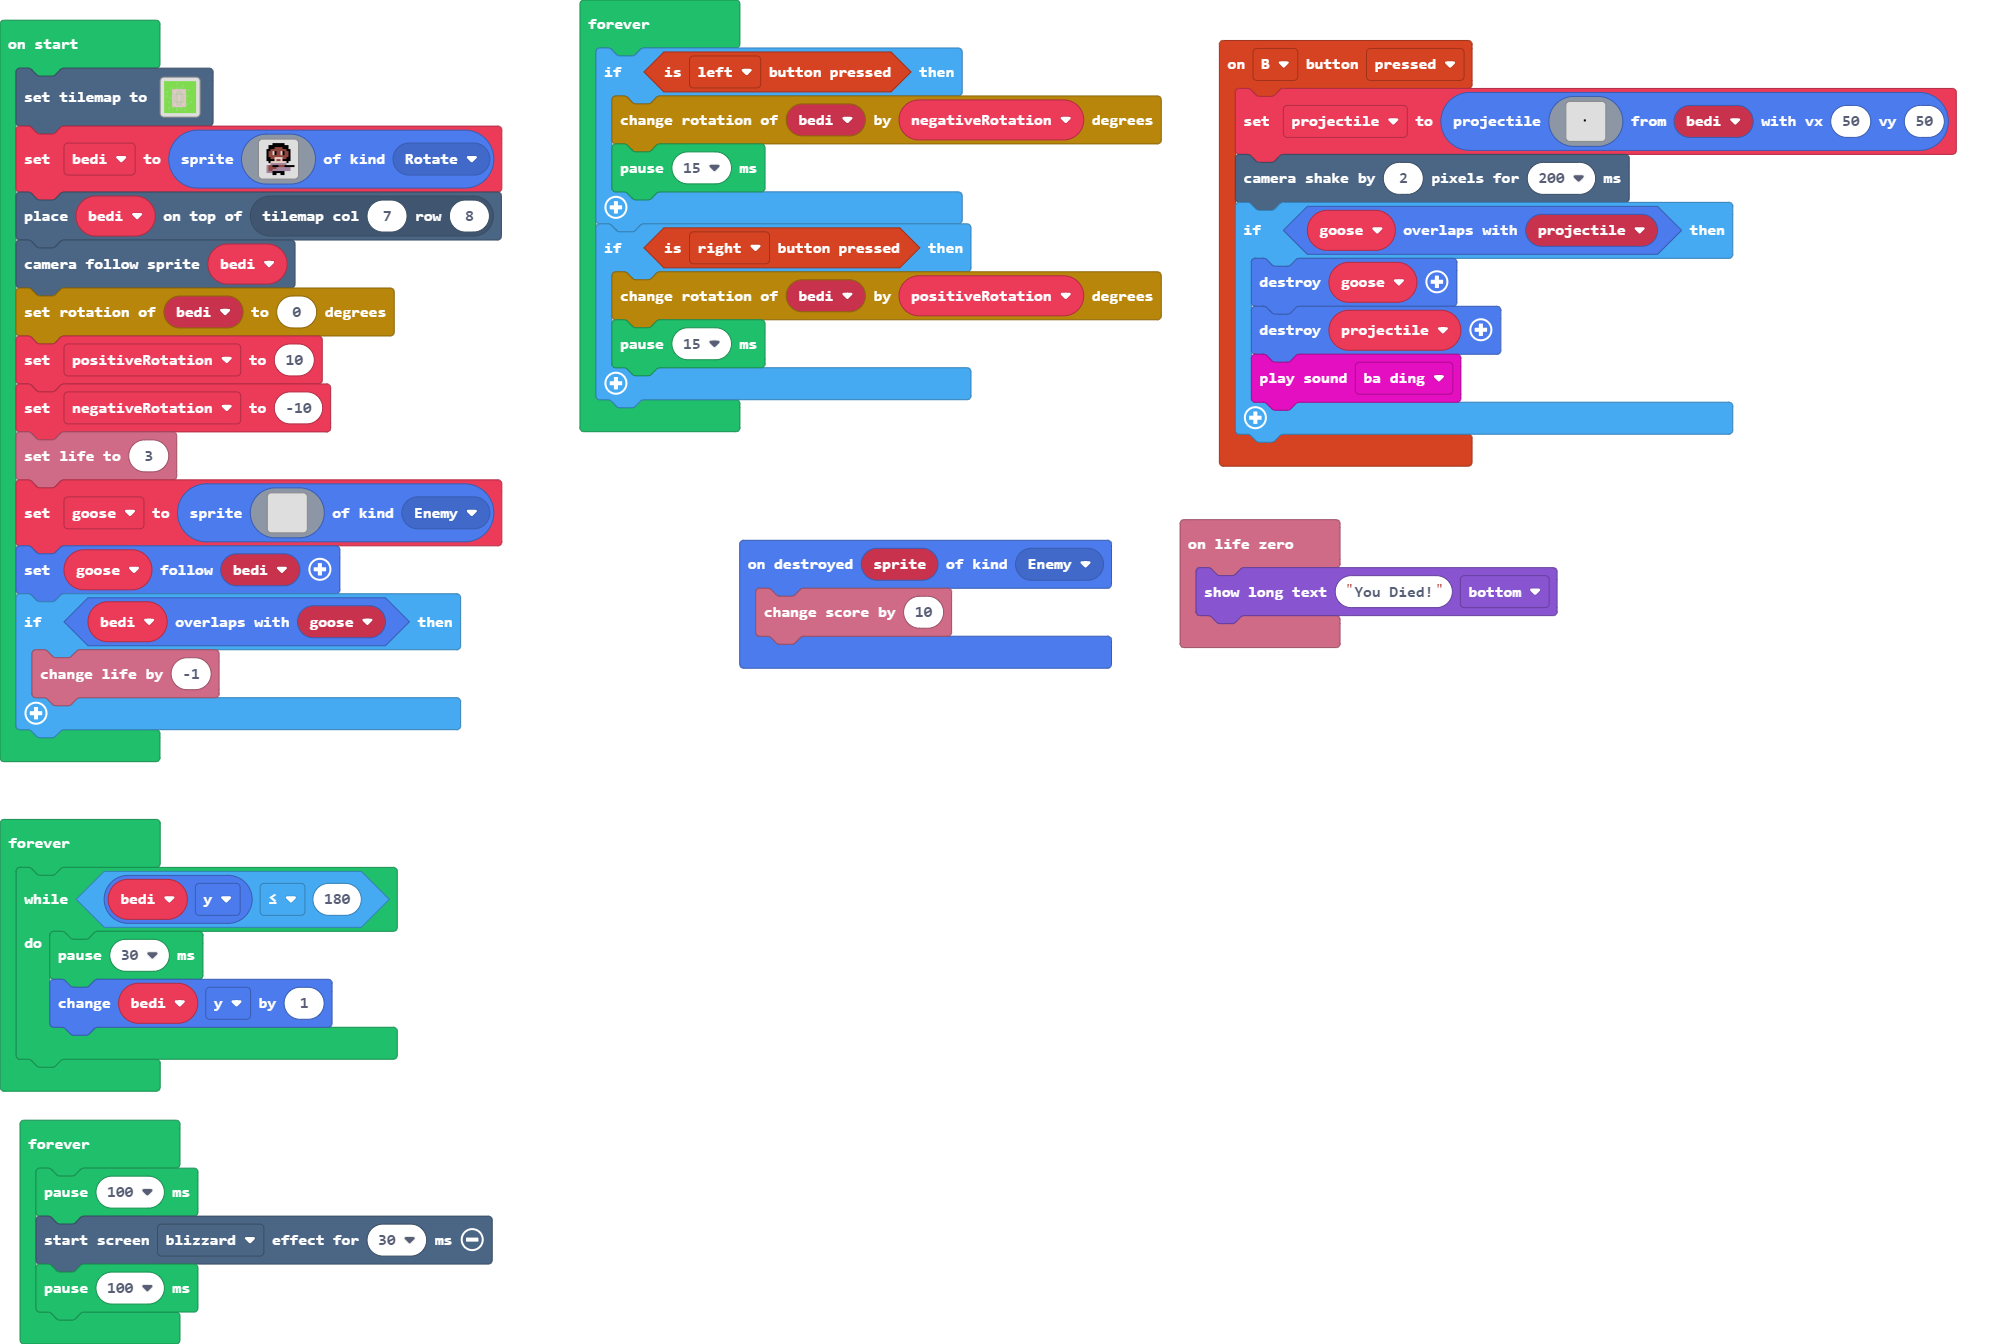 on start
set tilemap to
set bedi to sprite of kind Rotate
place bedi on top of tilemap col 7 row 8
camera follow sprite bedi
set rotation of bedi to 0 degrees
set positiveRotation to 10
set negativeRotation to -10
set life to 3
set goose to sprite of kind Enemy
set goose follow bedi
if bedi overlaps with goose then
change life by -1
forever
while bedi y ≤ 180
do
pause 30 ms
change bedi y by 1
forever
pause 100 ms
start screen blizzard effect for 30 ms
pause 100 ms
forever
if is left button pressed then
change rotation of bedi by negativeRotation degrees
pause 15 ms
if is right button pressed then
change rotation of bedi by positiveRotation degrees
pause 15 ms
on destroyed sprite of kind Enemy
change score by 10
on B button pressed
set projectile to projectile from bedi with vx 50 vy 50
camera shake by 2 pixels for 200 ms
if goose overlaps with projectile then
destroy goose
destroy projectile
play sound ba ding
on life zero
show long text "You Died!" bottom